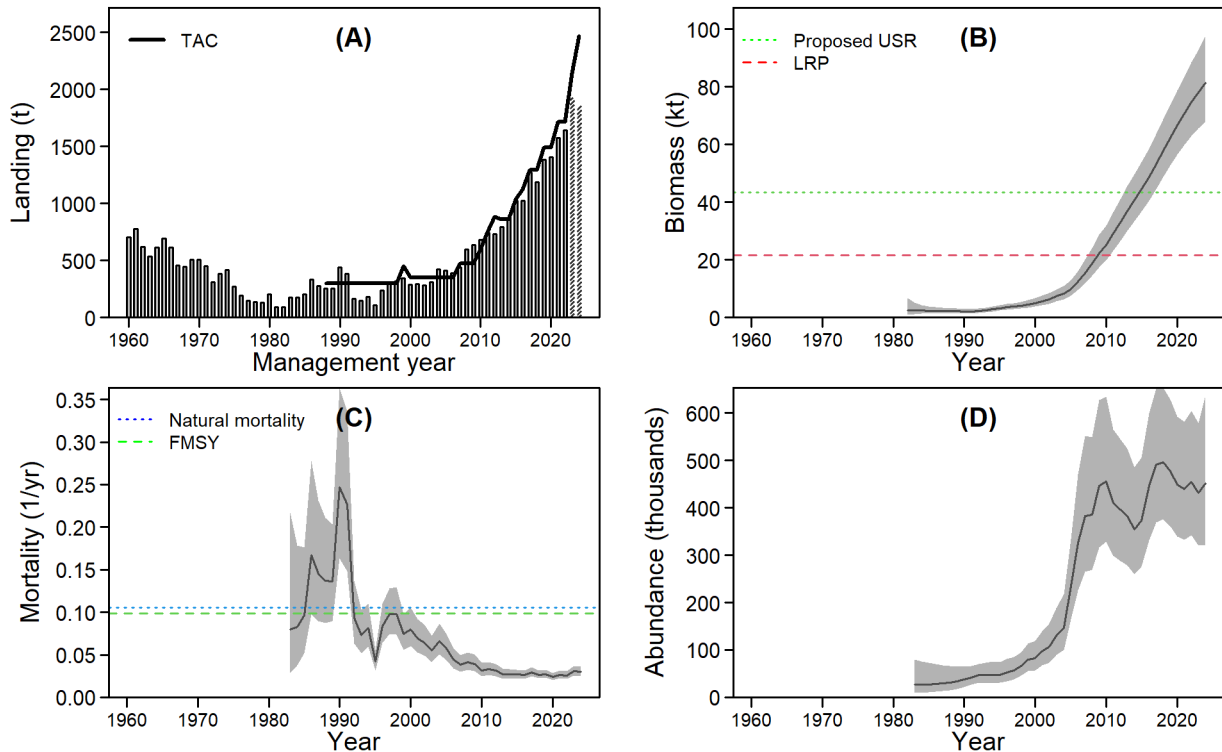 (A)
TAC
Landing (t)
2500
2000
1500
1000
500
0
1960 1970 1980 1990 2000 2010 2020
Management year
(B)
Proposed USR
LRP
Biomass (kt)
100
80
60
40
20
0
1960 1970 1980 1990 2000 2010 2020
Year
(C)
Natural mortality
FMSY
Mortality (1/yr)
0.35
0.30
0.25
0.20
0.15
0.10
0.05
0.00
1960 1970 1980 1990 2000 2010 2020
Year
(D)
Abundance (thousands)
600
500
400
300
200
100
0
1960 1970 1980 1990 2000 2010 2020
Year